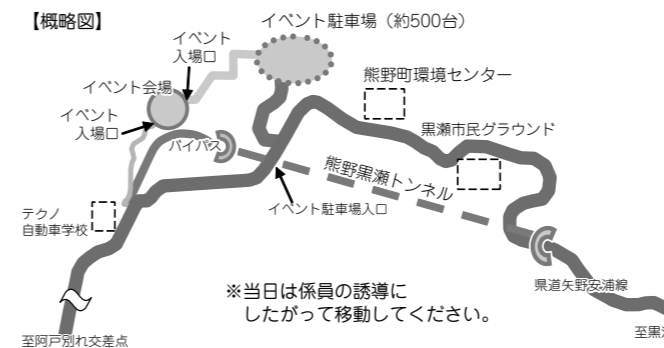 【概略図】
イベント駐車場（約500台）
イベント
入場口
イベント会場
イベント
入場口
熊野町環境センター
黒瀬市民グラウンド
バイパス
熊野黒瀬トンネル
イベント駐車場入口
テクノ
自動車学校
県道矢野安浦線
※当日は係員の誘導に
したがって移動してください。
至阿戸別れ交差点
至黒